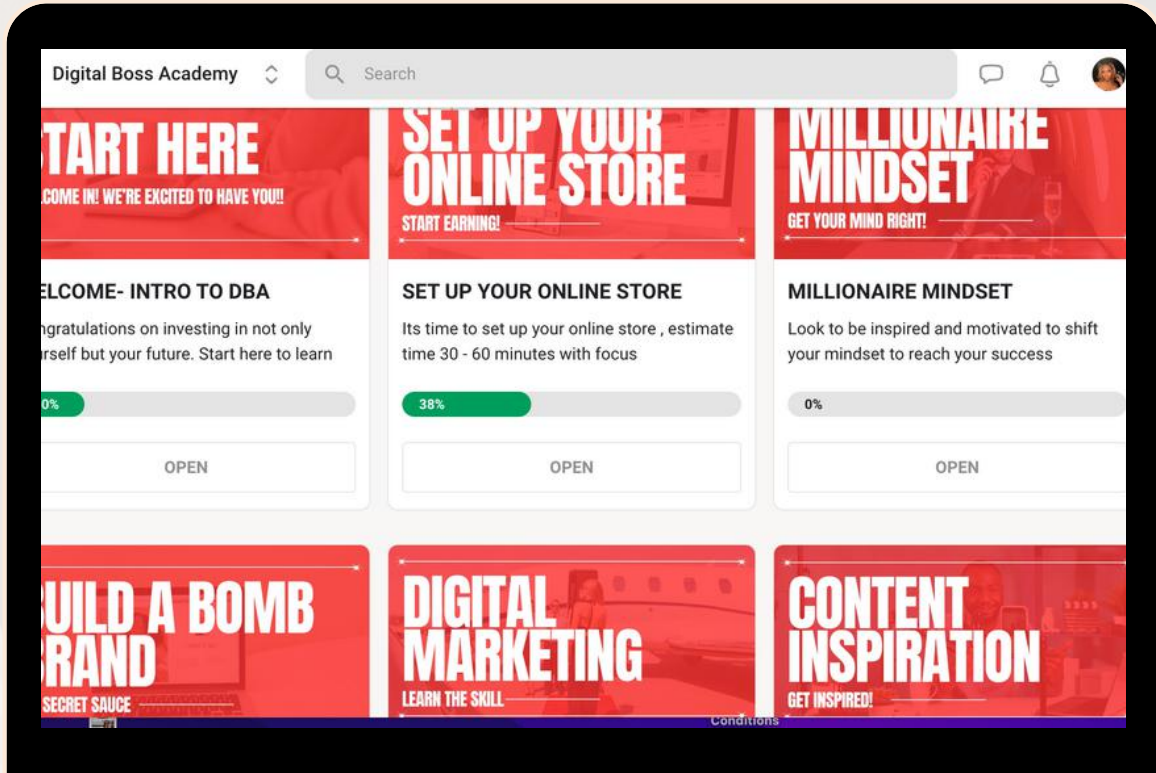 Digital Boss Academy
Search
TART HERE
COME IN! WE'RE EXCITED TO HAVE YOU!!
SET UP YOUR
ONLINE STORE
START EARNING!
MILLIONAIRE
MINDSET
GET YOUR MIND RIGHT!
ELCOME- INTRO TO DBA
ngratulations on investing in not only
urself but your future. Start here to learn
0%
OPEN
SET UP YOUR ONLINE STORE
Its time to set up your online store , estimate
time 30 - 60 minutes with focus
38%
OPEN
MILLIONAIRE MINDSET
Look to be inspired and motivated to shift
your mindset to reach your success
0%
OPEN
UILD A BOMB
RAND
SECRET SAUCE
DIGITAL
MARKETING
LEARN THE SKILL
CONTENT
INSPIRATION
GET INSPIRED!
Conditions